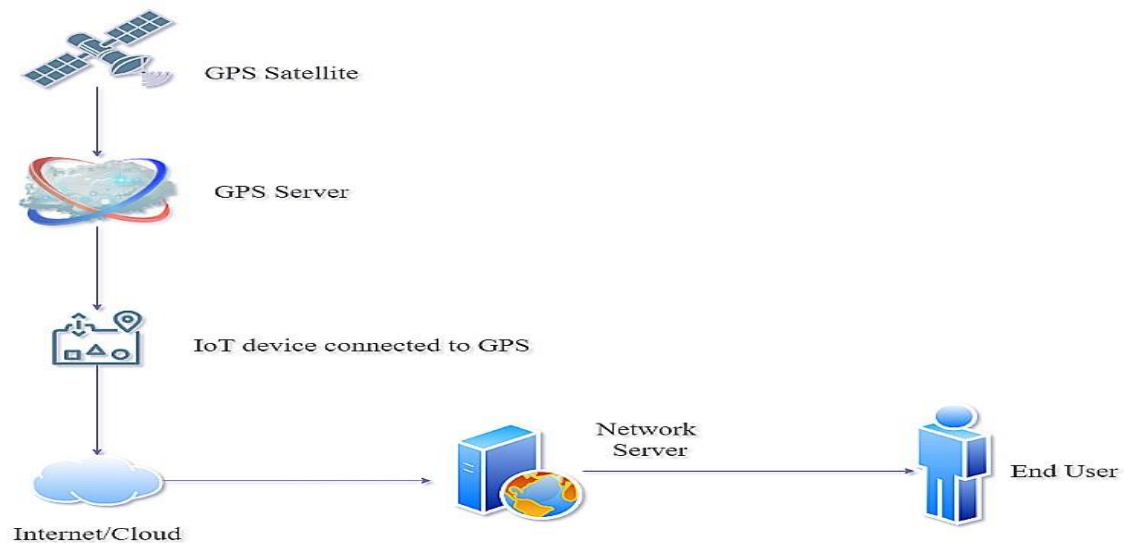 GPS Satellite
GPS Server
IoT device connected to GPS
Network
Server
End User
Internet/Cloud